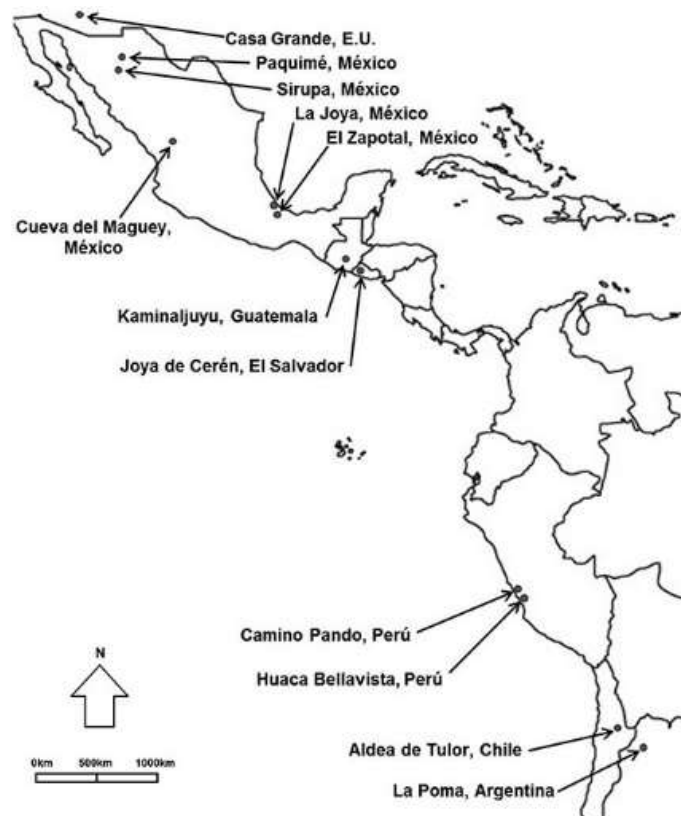 Casa Grande, E.U.
Paquimé, México
Sirupa, México
La Joya, México
El Zapotal, México
Cueva del Maguey,
México
Kaminaljuyu, Guatemala
Joya de Cerén, El Salvador
Camino Pando, Perú
Huaca Bellavista, Perú
N
Aldea de Tulor, Chile
0km 500km 1000km
La Poma, Argentina